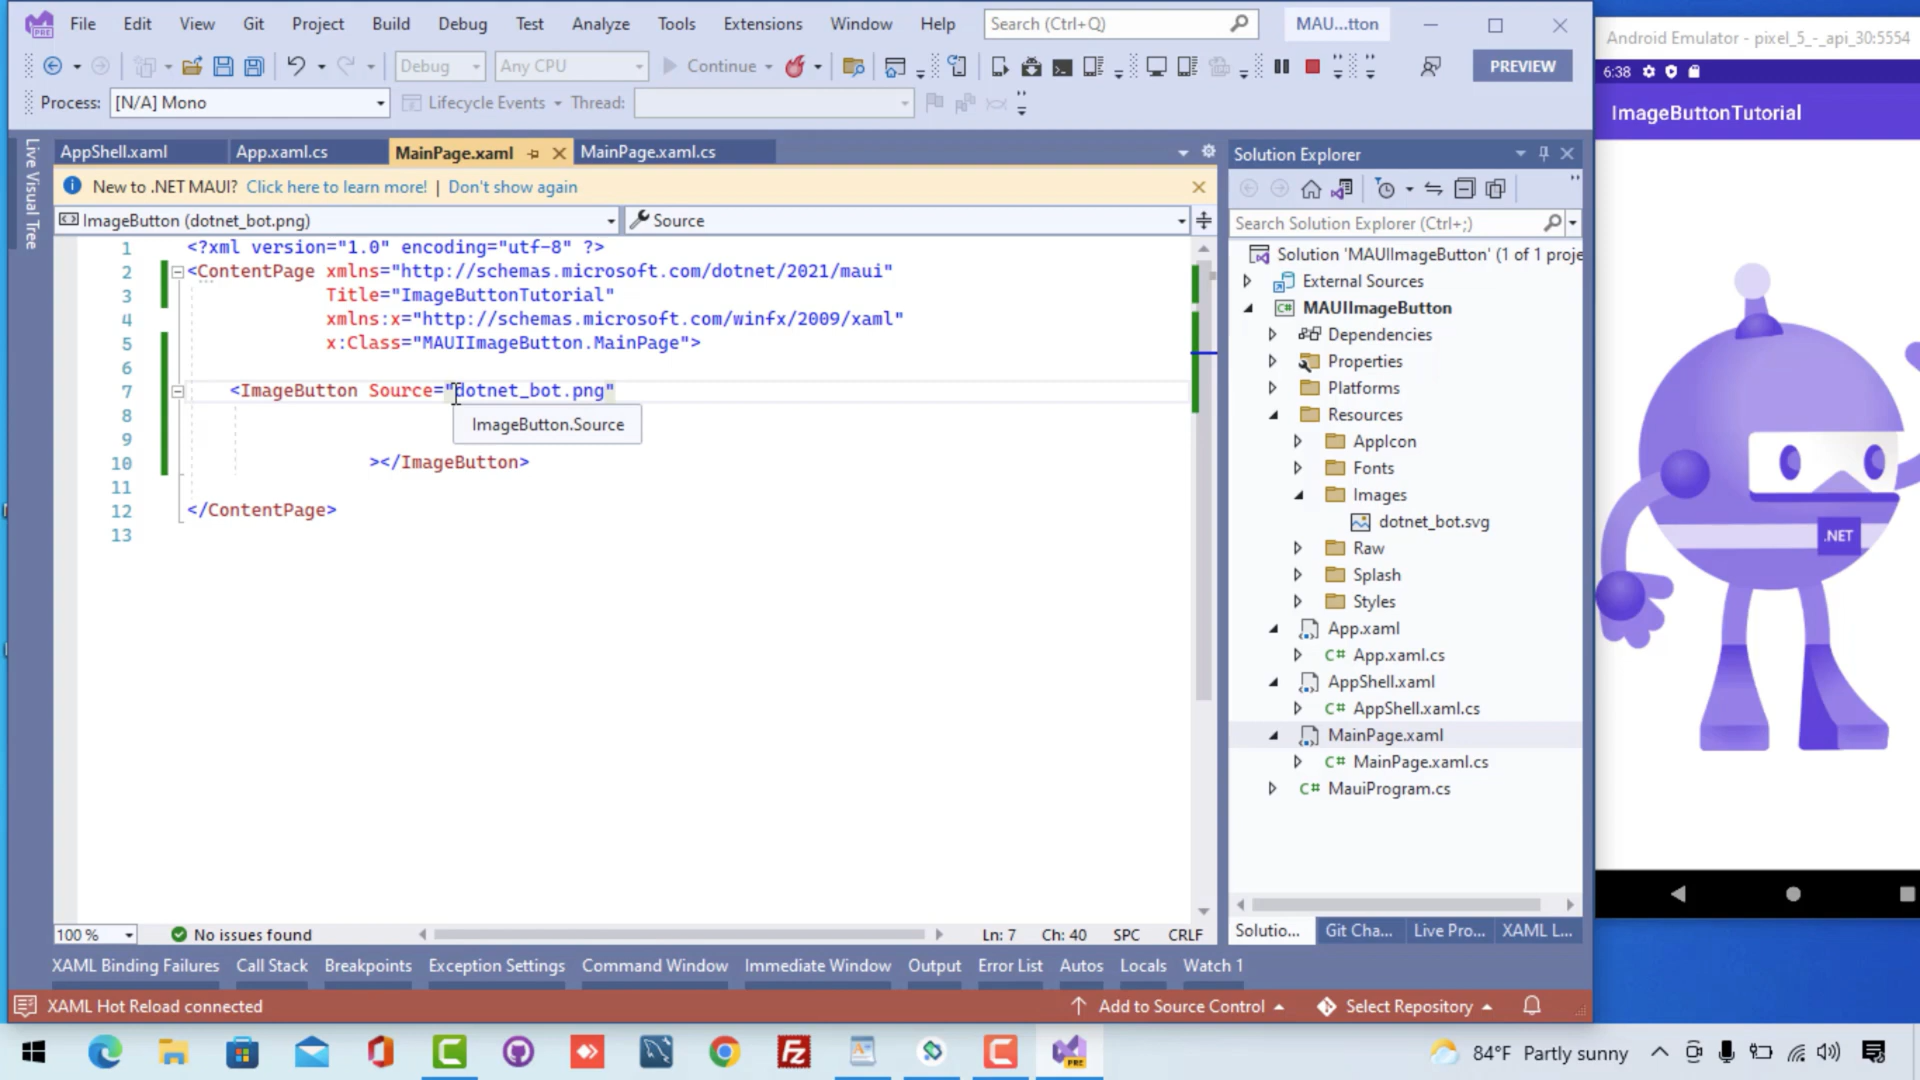 File Edit View Git Project Build Debug Test Analyze Tools Extensions Window Help Search (Ctrl+Q) MAU...tton
Debug Any CPU Continue PREVIEW
Process: [N/A] Mono Lifecycle Events Thread:
AppShell.xaml App.xaml.cs MainPage.xaml MainPage.xaml.cs
New to .NET MAUI? Click here to learn more! | Don't show again
ImageButton (dotnet_bot.png) Source
Live Visual Tree
1 <?xml version="1.0" encoding="utf-8" ?>
2 <ContentPage xmlns="http://schemas.microsoft.com/dotnet/2021/maui"
3 Title="ImageButtonTutorial"
4 xmlns:x="http://schemas.microsoft.com/winfx/2009/xaml"
5 x:Class="MAUIImageButton.MainPage">
6
7 <ImageButton Source="dotnet_bot.png"
8
ImageButton.Source
9
10 ></ImageButton>
11
12 </ContentPage>
13
100 % No issues found Ln: 7 Ch: 40 SPC CRLF
Solution Explorer
Search Solution Explorer (Ctrl+;)
Solution 'MAUIImageButton' (1 of 1 proje
External Sources
MAUIImageButton
Dependencies
Properties
Platforms
Resources
AppIcon
Fonts
Images
dotnet_bot.svg
Raw
Splash
Styles
App.xaml
C# App.xaml.cs
AppShell.xaml
C# AppShell.xaml.cs
MainPage.xaml
C# MainPage.xaml.cs
C# MauiProgram.cs
Solutio... Git Cha... Live Pro... XAML L...
XAML Binding Failures Call Stack Breakpoints Exception Settings Command Window Immediate Window Output Error List Autos Locals Watch 1
XAML Hot Reload connected Add to Source Control Select Repository
Android Emulator - pixel_5_-_api_30:5554
6:38
ImageButtonTutorial
.NET
84°F Partly sunny